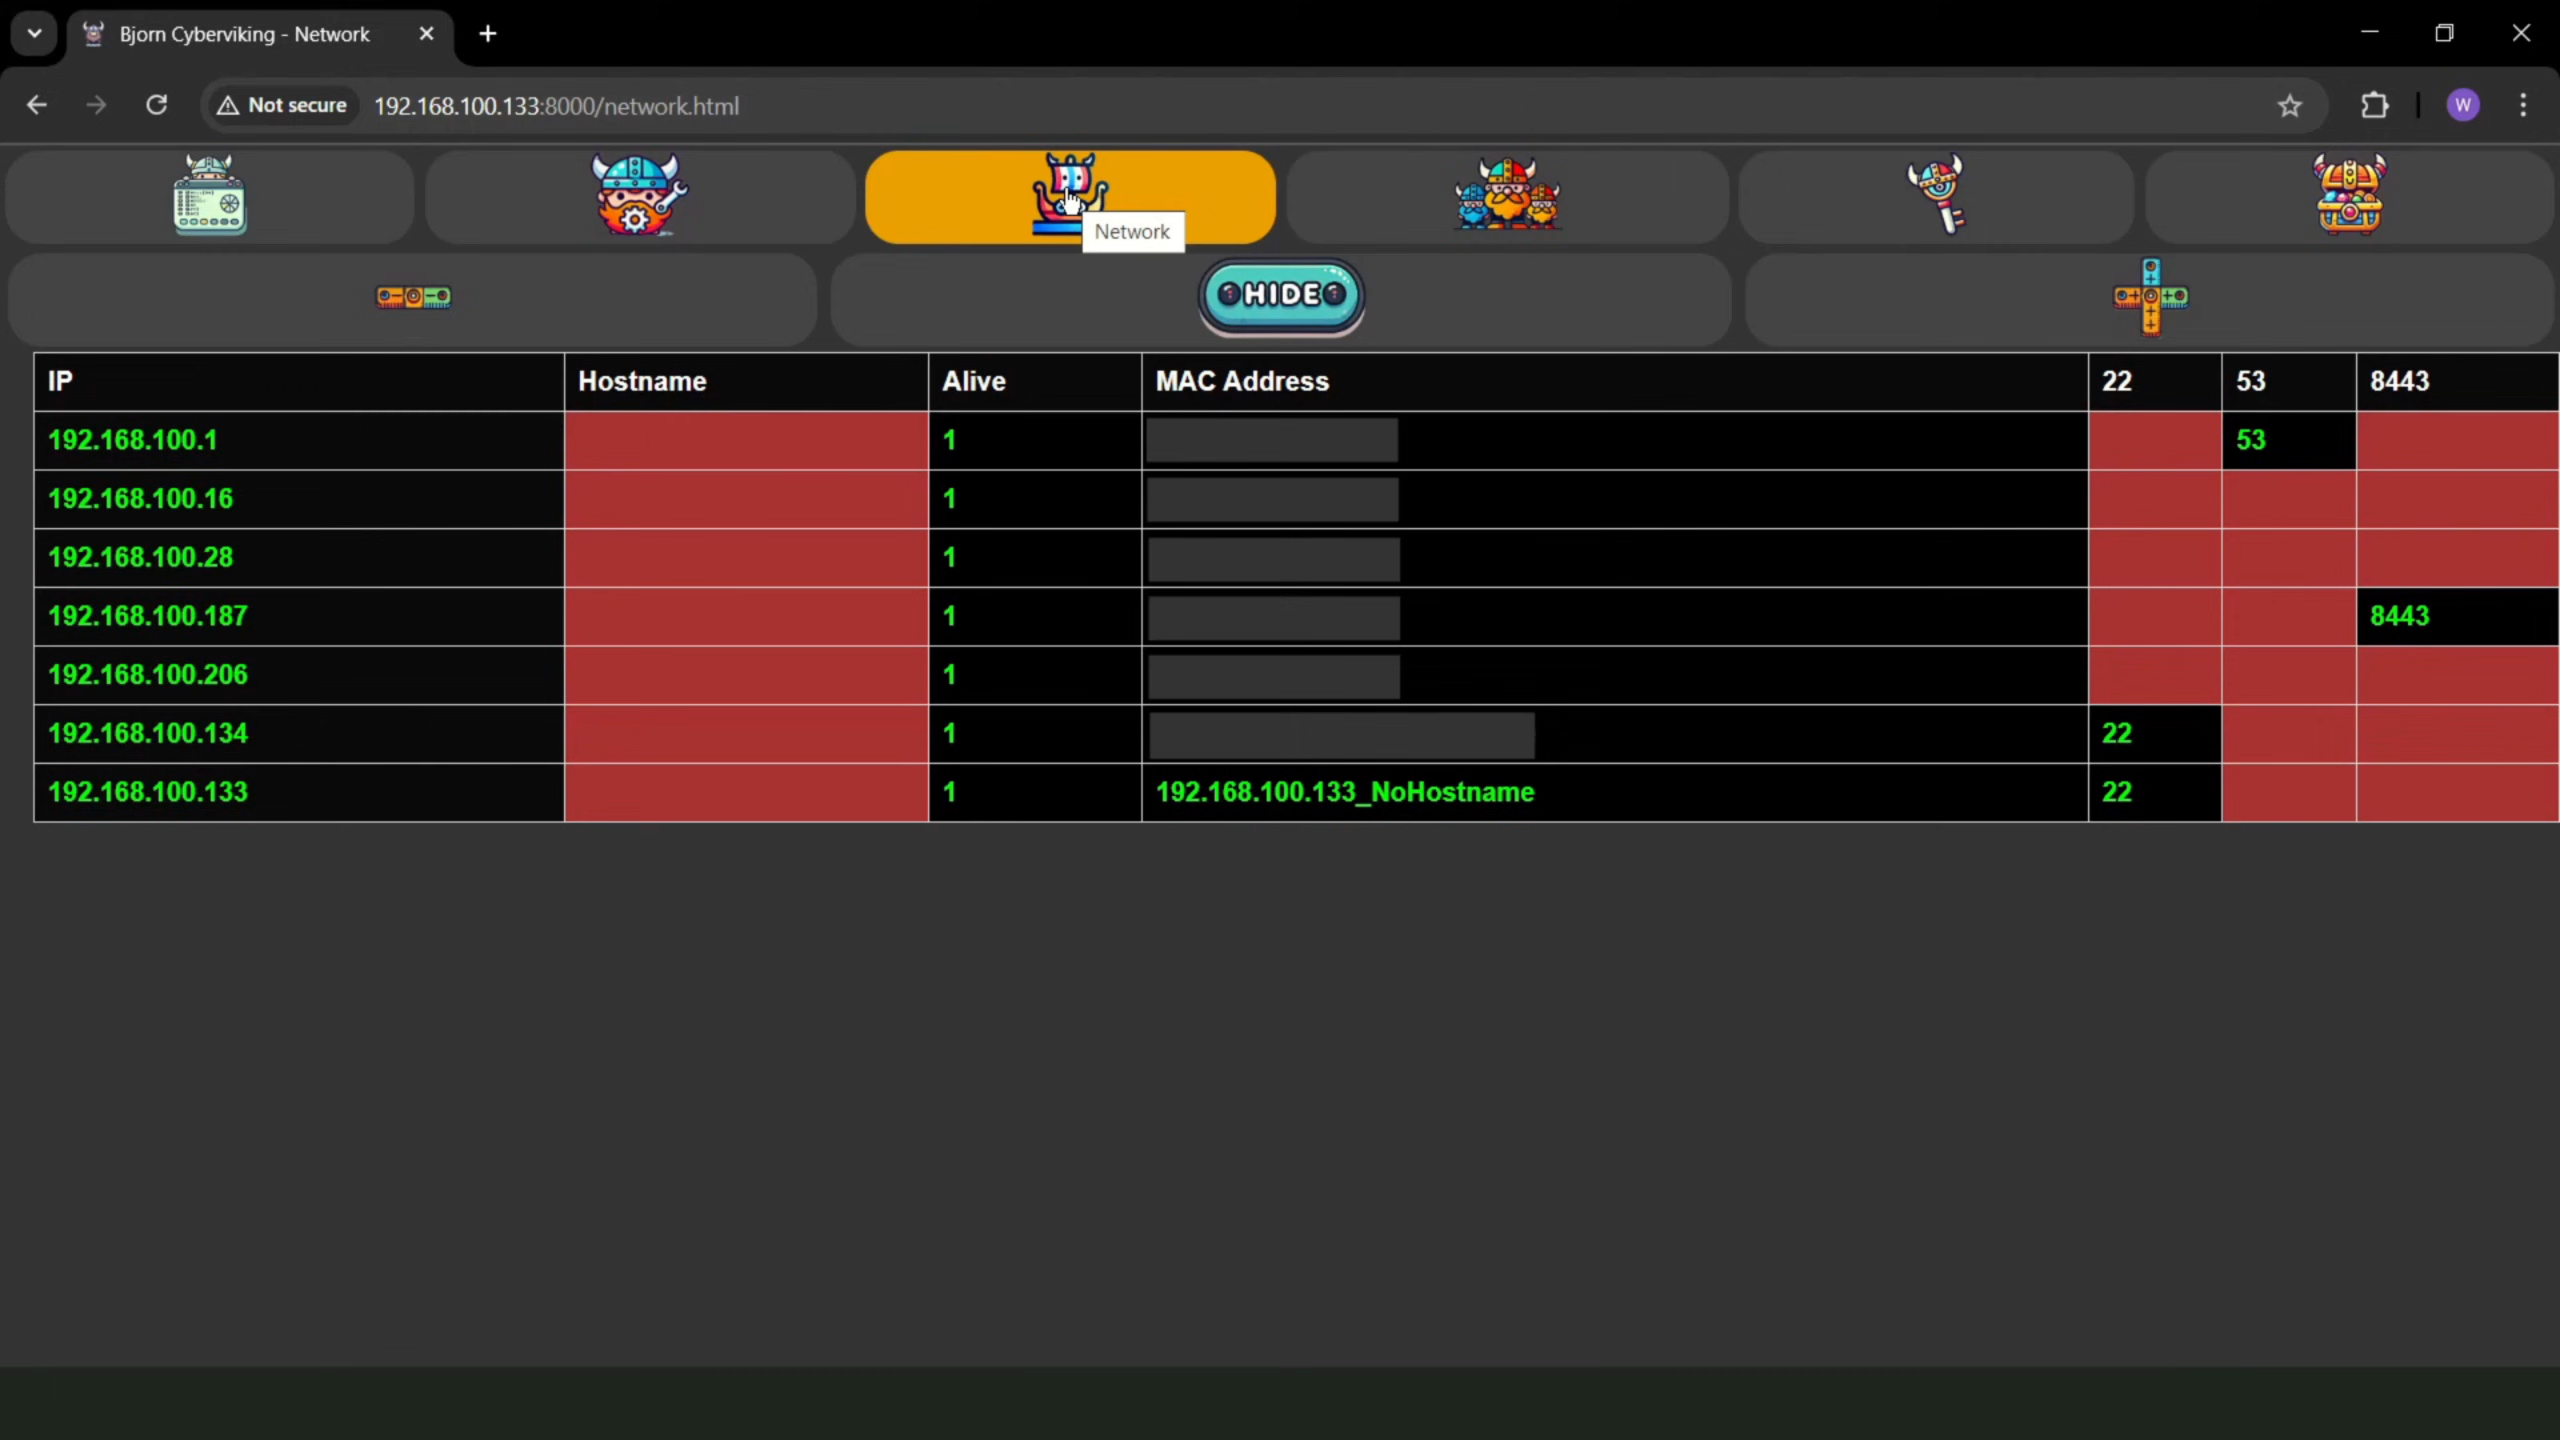 Bjorn Cyberviking - Network
Not secure 192.168.100.133:8000/network.html W
Network
HIDE
IP Hostname Alive MAC Address 22 53 8443
192.168.100.1 1 53
192.168.100.16 1
192.168.100.28 1
192.168.100.187 1 8443
192.168.100.206 1
192.168.100.134 1 22
192.168.100.133 1 192.168.100.133_NoHostname 22